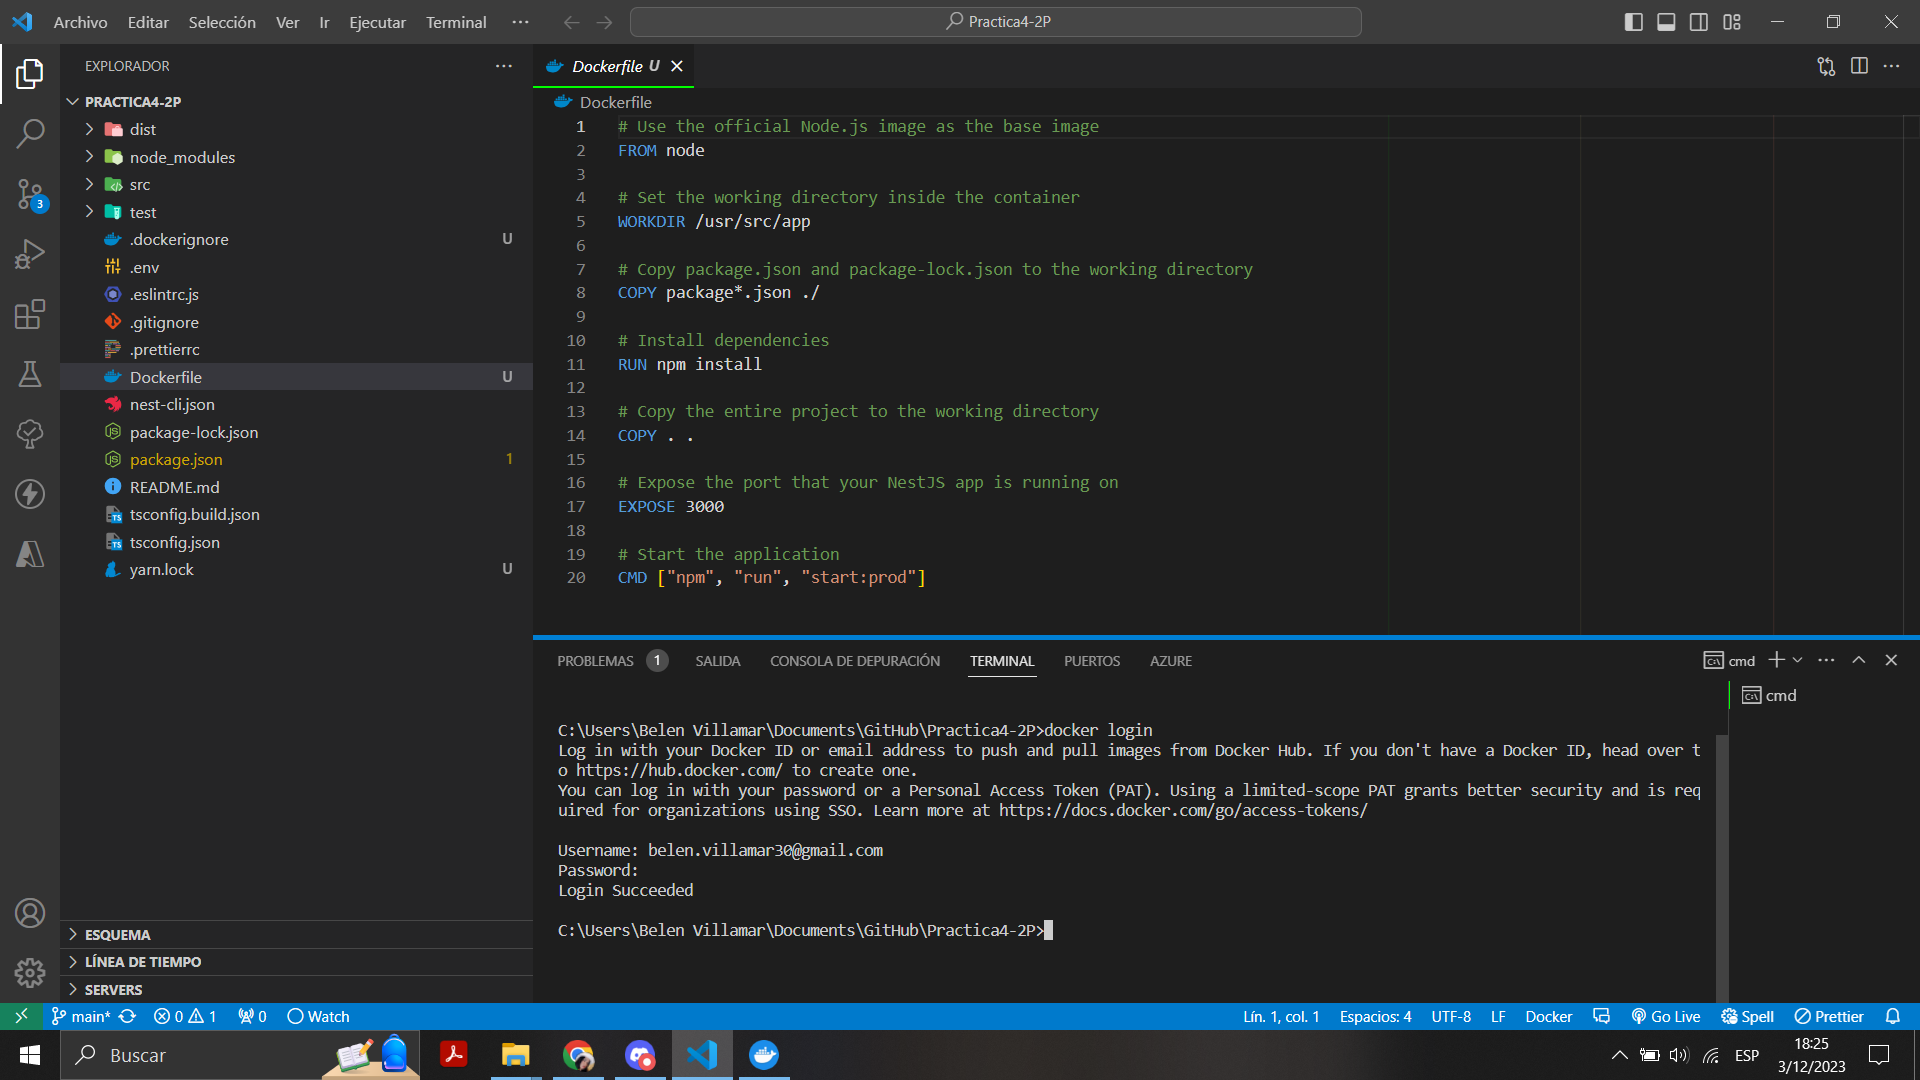 Archivo Editar Selección Ver Ir Ejecutar Terminal ··· Practica4-2P
EXPLORADOR ···
PRACTICA4-2P
dist
node_modules
src
test
.dockerignore U
.env
.eslintrc.js
.gitignore
.prettierrc
Dockerfile U
nest-cli.json
package-lock.json
package.json 1
README.md
tsconfig.build.json
tsconfig.json
yarn.lock U
ESQUEMA
LÍNEA DE TIEMPO
SERVERS
3
Dockerfile U
Dockerfile
1 # Use the official Node.js image as the base image
2 FROM node
3
4 # Set the working directory inside the container
5 WORKDIR /usr/src/app
6
7 # Copy package.json and package-lock.json to the working directory
8 COPY package*.json ./
9
10 # Install dependencies
11 RUN npm install
12
13 # Copy the entire project to the working directory
14 COPY . .
15
16 # Expose the port that your NestJS app is running on
17 EXPOSE 3000
18
19 # Start the application
20 CMD ["npm", "run", "start:prod"]
PROBLEMAS 1 SALIDA CONSOLA DE DEPURACIÓN TERMINAL PUERTOS AZURE cmd
cmd
C:\Users\Belen Villamar\Documents\GitHub\Practica4-2P>docker login
Log in with your Docker ID or email address to push and pull images from Docker Hub. If you don't have a Docker ID, head over t
o https://hub.docker.com/ to create one.
You can log in with your password or a Personal Access Token (PAT). Using a limited-scope PAT grants better security and is req
uired for organizations using SSO. Learn more at https://docs.docker.com/go/access-tokens/
Username: belen.villamar30@gmail.com
Password:
Login Succeeded
C:\Users\Belen Villamar\Documents\GitHub\Practica4-2P>
main* 0 1 0 Watch Lín. 1, col. 1 Espacios: 4 UTF-8 LF Docker Go Live Spell Prettier
Buscar ESP 18:25
3/12/2023